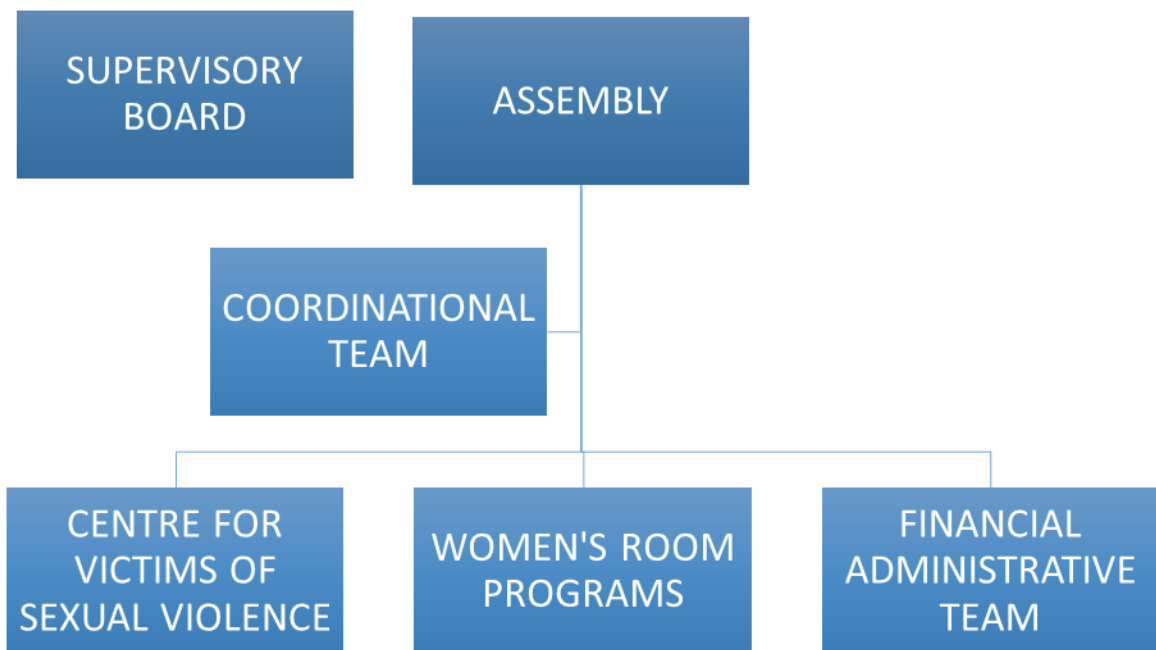 SUPERVISORY
BOARD
ASSEMBLY
COORDINATIONAL
TEAM
CENTRE FOR
VICTIMS OF
SEXUAL VIOLENCE
WOMEN'S ROOM
PROGRAMS
FINANCIAL
ADMINISTRATIVE
TEAM